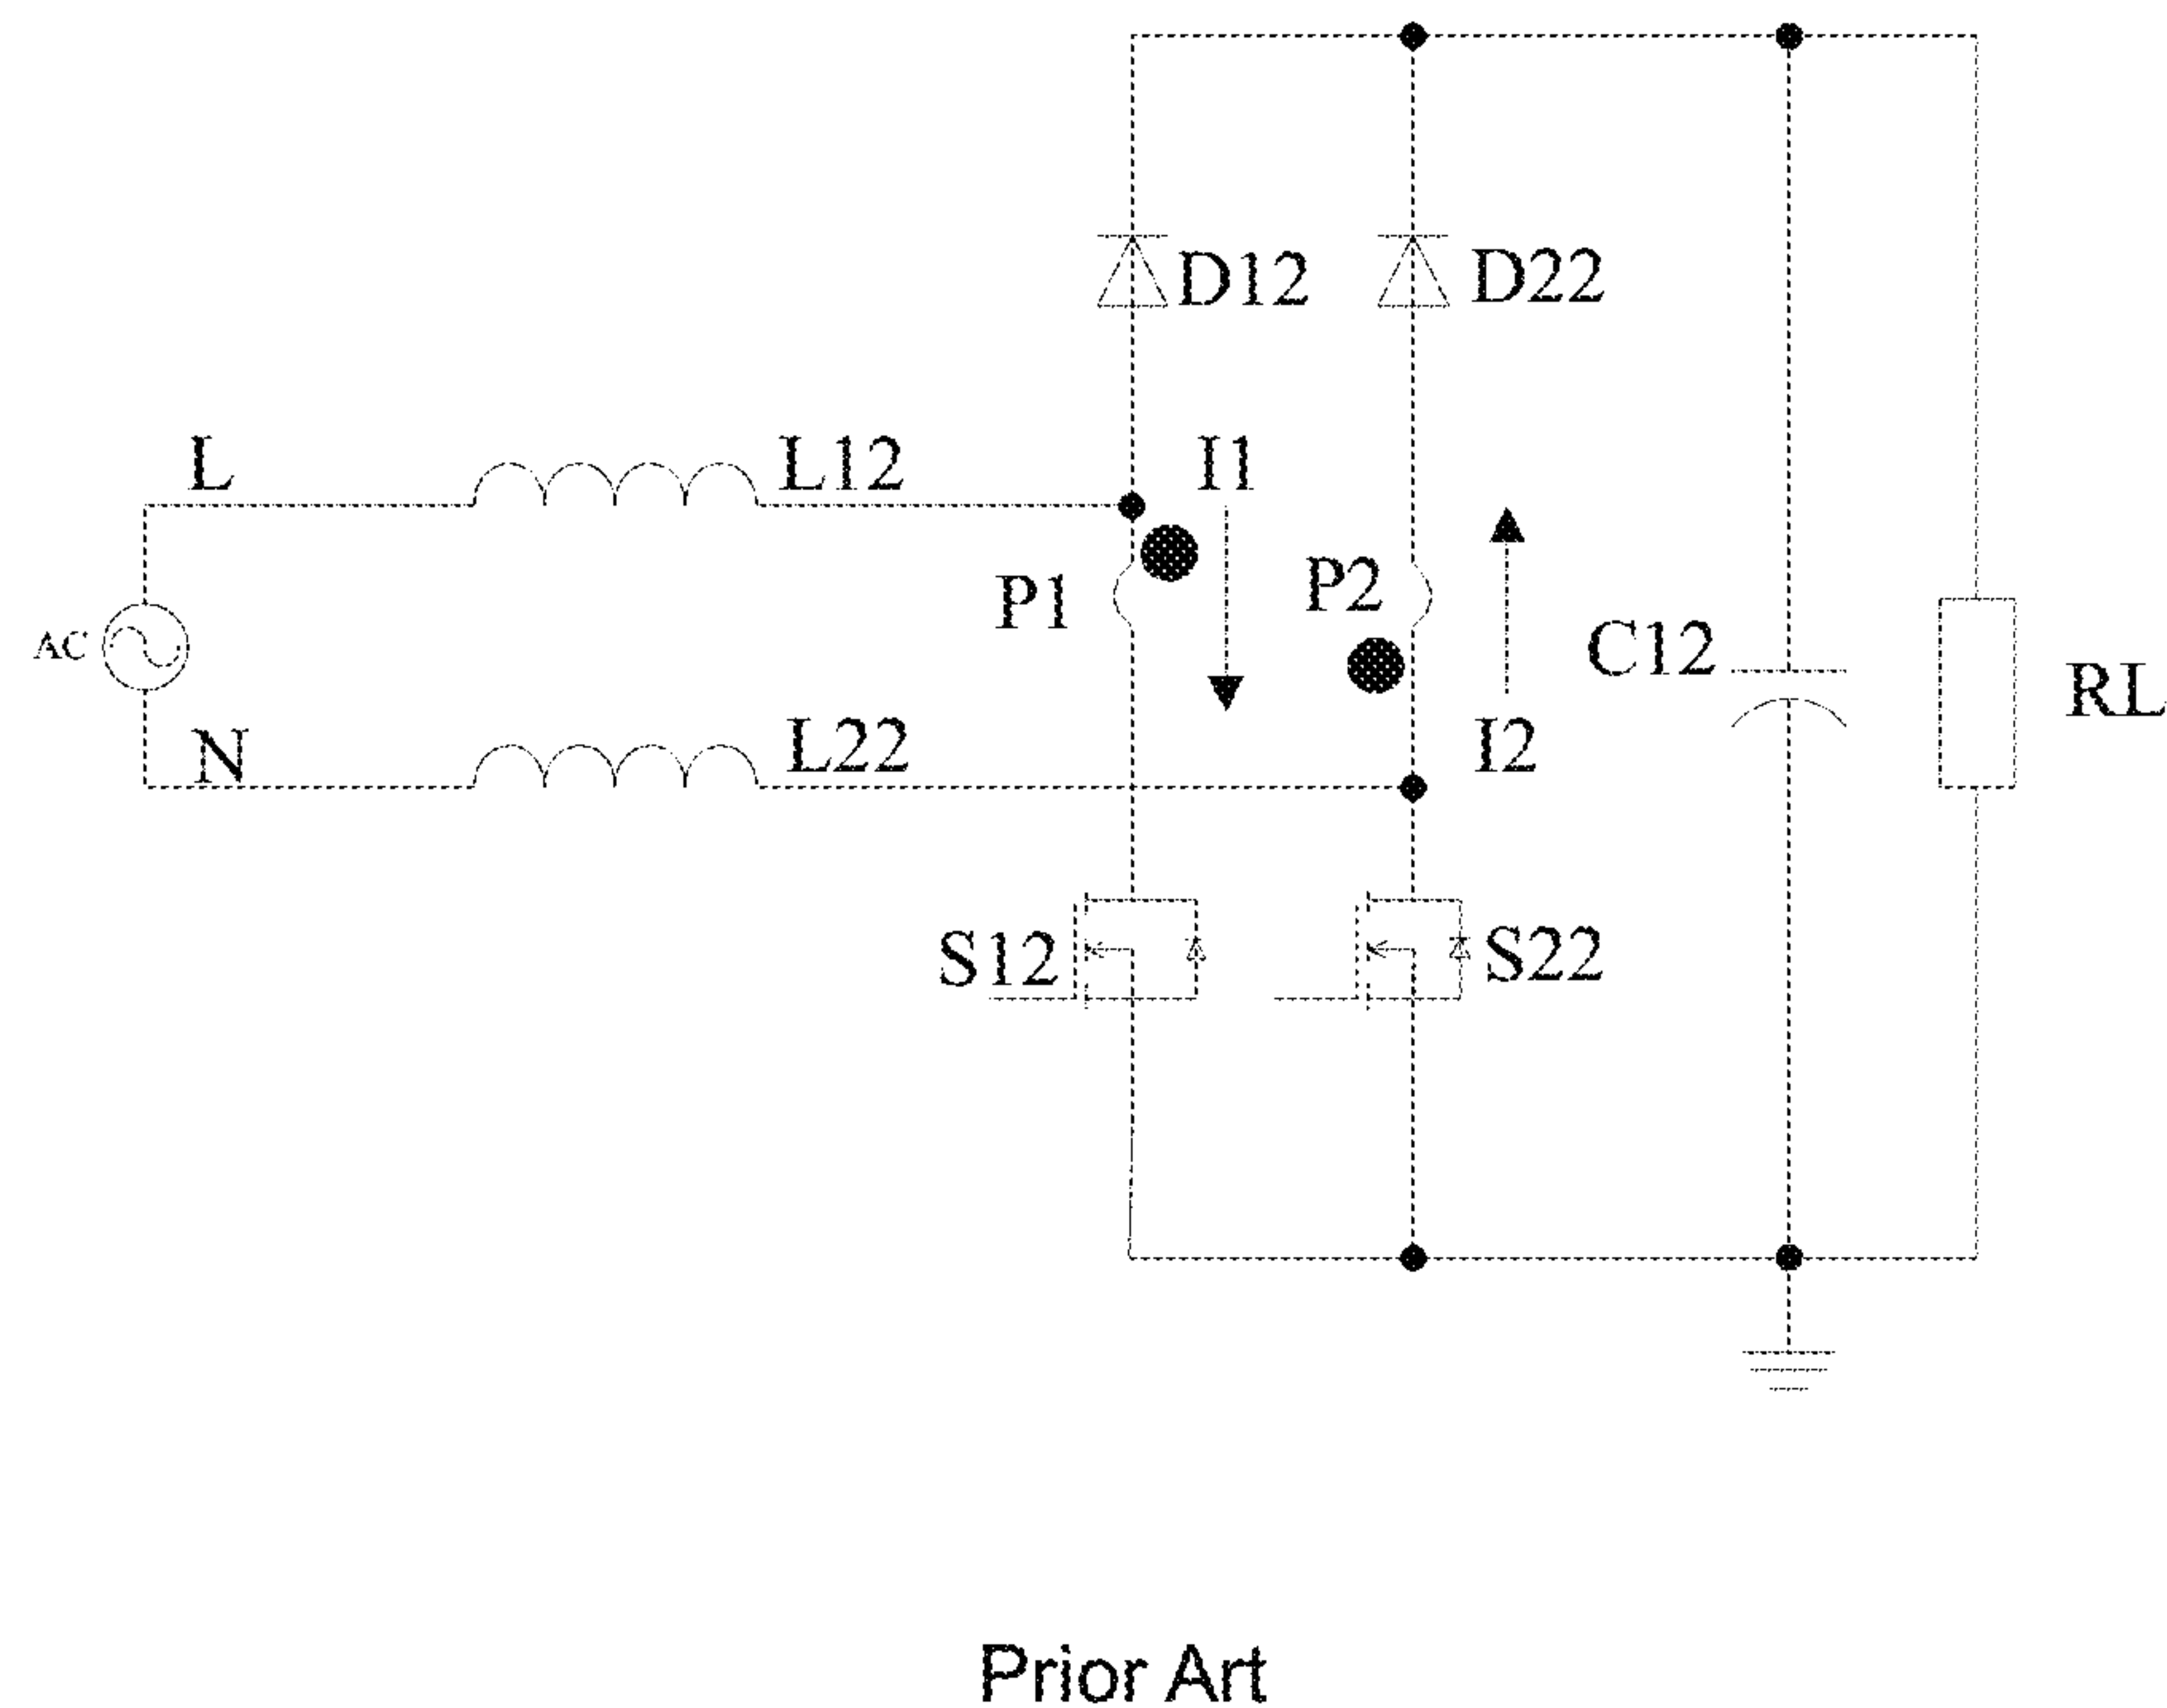 D12
D22
L
L12
I1
P1
P2
AC
C12
RL
N
L22
I2
S12
S22
Prior Art